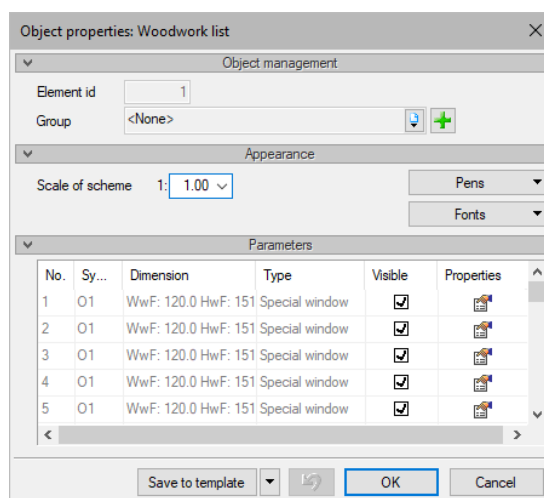 Object properties: Woodwork list
Object management
Element id 1
Group <None>
Appearance
Scale of scheme 1: 1.00
Pens
Fonts
Parameters
No. Sy... Dimension Type Visible Properties
1 O1 WwF: 120.0 HwF: 151 Special window
2 O1 WwF: 120.0 HwF: 151 Special window
3 O1 WwF: 120.0 HwF: 151 Special window
4 O1 WwF: 120.0 HwF: 151 Special window
5 O1 WwF: 120.0 HwF: 151 Special window
Save to template OK Cancel